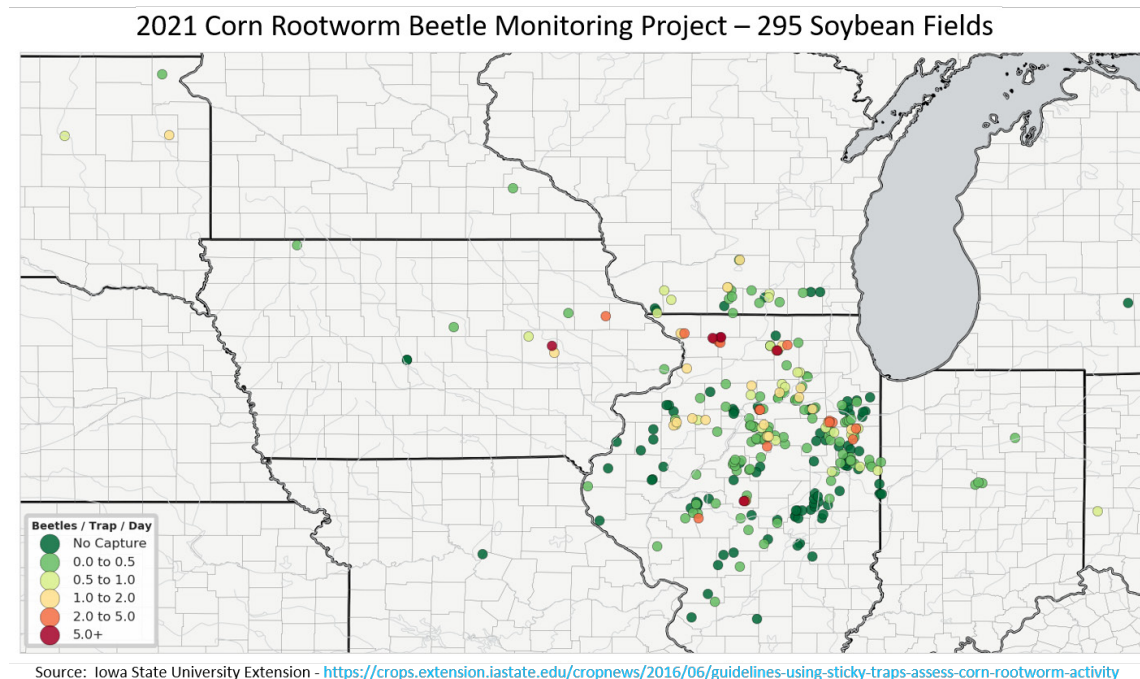 2021 Corn Rootworm Beetle Monitoring Project – 295 Soybean Fields
Beetles / Trap / Day
No Capture
0.0 to 0.5
0.5 to 1.0
1.0 to 2.0
2.0 to 5.0
5.0+
Source: Iowa State University Extension - https://crops.extension.iastate.edu/cropnews/2016/06/guidelines-using-sticky-traps-assess-corn-rootworm-activity